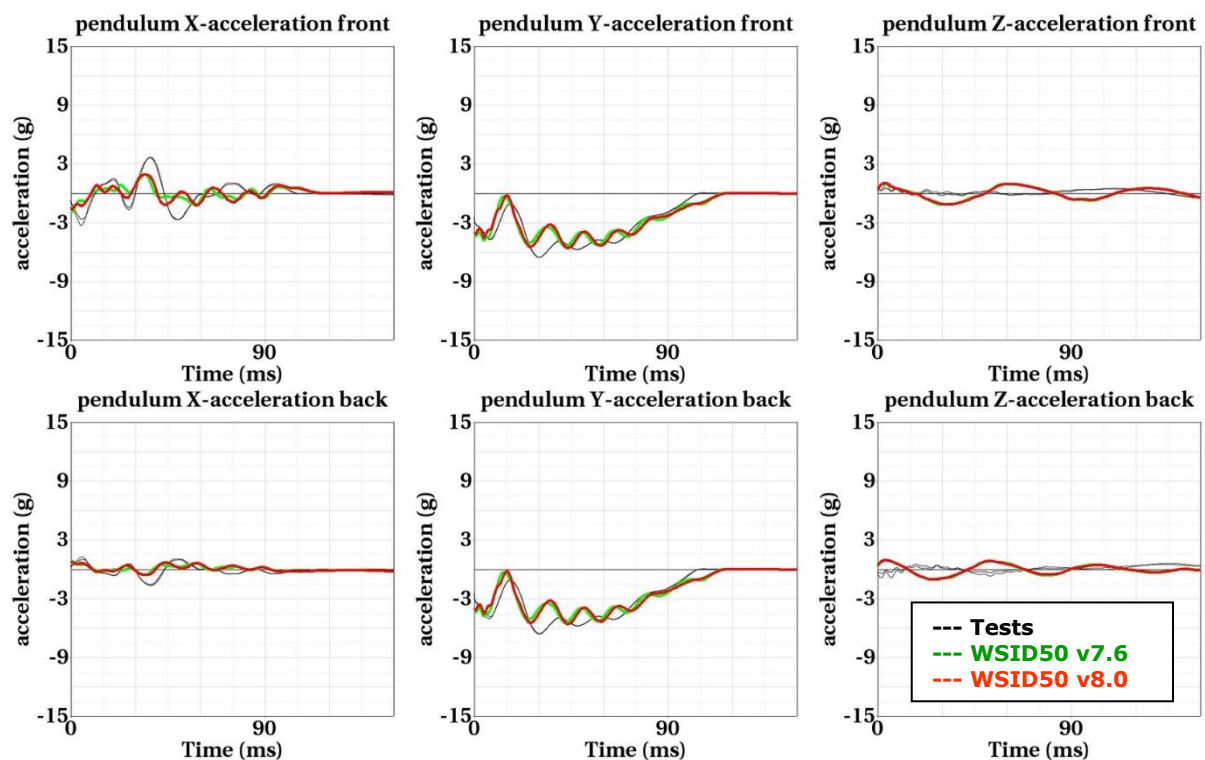 pendulum X-acceleration front
pendulum Y-acceleration front
pendulum Z-acceleration front
15
9
3
-3
-9
-15
acceleration (g)
0
90
Time (ms)
15
9
3
-3
-9
-15
acceleration (g)
0
90
Time (ms)
15
9
3
-3
-9
-15
acceleration (g)
0
90
Time (ms)
pendulum X-acceleration back
pendulum Y-acceleration back
pendulum Z-acceleration back
15
9
3
-3
-9
-15
acceleration (g)
0
90
Time (ms)
15
9
3
-3
-9
-15
acceleration (g)
0
90
Time (ms)
15
9
3
-3
-9
-15
acceleration (g)
0
90
Time (ms)
--- Tests
--- WSID50 v7.6
--- WSID50 v8.0